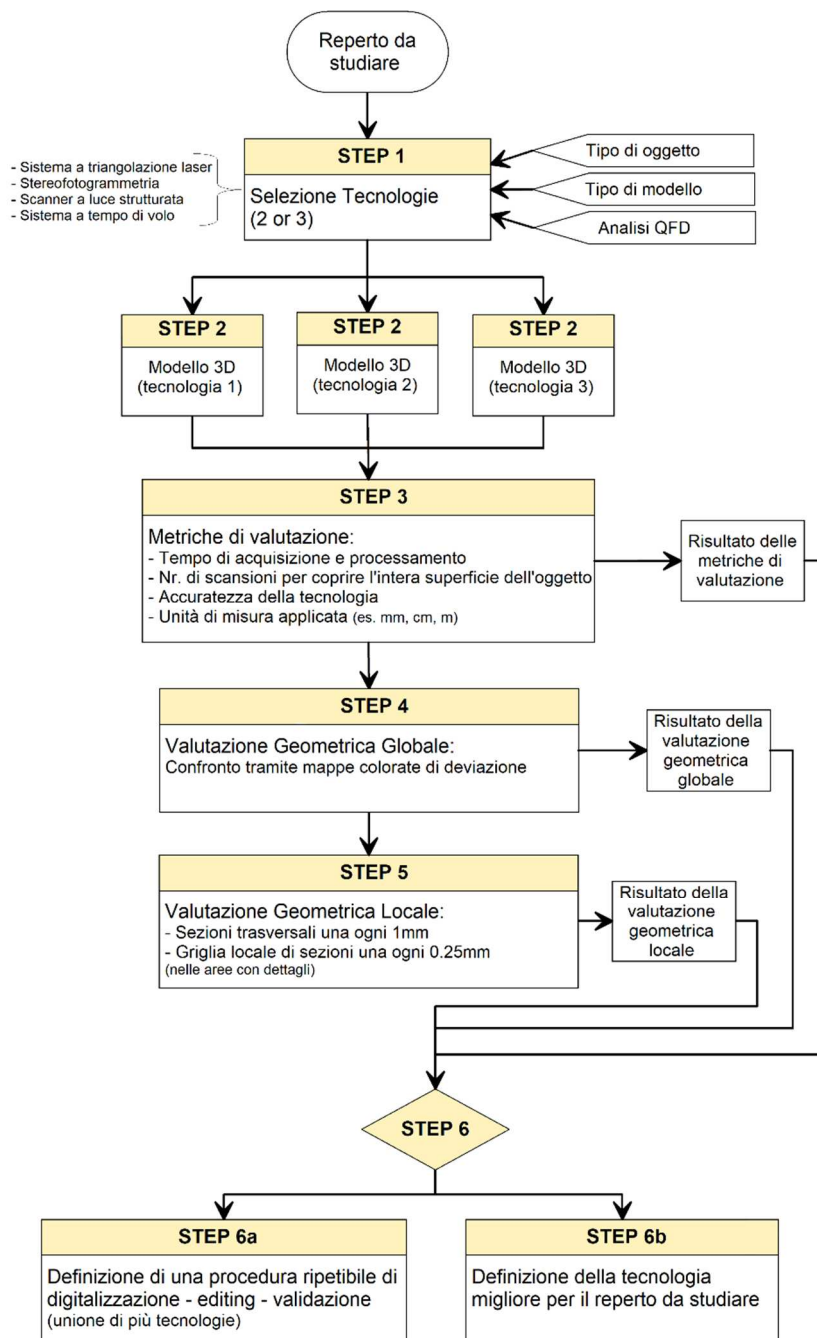 Reperto da
studiare
- Sistema a triangolazione laser
- Stereofotogrammetria
- Scanner a luce strutturata
- Sistema a tempo di volo
STEP 1
Selezione Tecnologie
(2 or 3)
Tipo di oggetto
Tipo di modello
Analisi QFD
STEP 2
Modello 3D
(tecnologia 1)
STEP 2
Modello 3D
(tecnologia 2)
STEP 2
Modello 3D
(tecnologia 3)
STEP 3
Metriche di valutazione:
- Tempo di acquisizione e processamento
- Nr. di scansioni per coprire l'intera superficie dell'oggetto
- Accuratezza della tecnologia
- Unità di misura applicata (es. mm, cm, m)
Risultato delle
metriche di
valutazione
STEP 4
Valutazione Geometrica Globale:
Confronto tramite mappe colorate di deviazione
Risultato della
valutazione
geometrica
globale
STEP 5
Valutazione Geometrica Locale:
- Sezioni trasversali una ogni 1mm
- Griglia locale di sezioni una ogni 0.25mm
(nelle aree con dettagli)
Risultato della
valutazione
geometrica
locale
STEP 6
STEP 6a
Definizione di una procedura ripetibile di
digitalizzazione - editing - validazione
(unione di più tecnologie)
STEP 6b
Definizione della tecnologia
migliore per il reperto da studiare